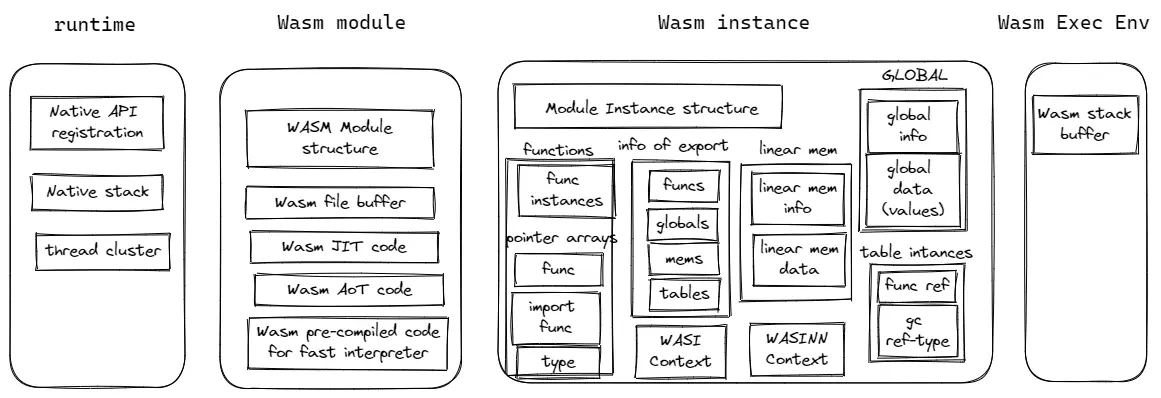 runtime
Native API
registration
Native stack
thread cluster
Wasm module
WASM Module
structure
Wasm file buffer
Wasm JIT code
Wasm AoT code
Wasm pre-compiled code
for fast interpreter
Wasm instance
Module Instance structure
functions
func
instances
pointer arrays
func
import
func
type
info of export
funcs
globals
mems
tables
WASI
Context
linear mem
linear mem
info
linear mem
data
WASINN
Context
GLOBAL
global
info
global
data
(values)
table intances
func ref
gc
ref-type
Wasm Exec Env
Wasm stack
buffer